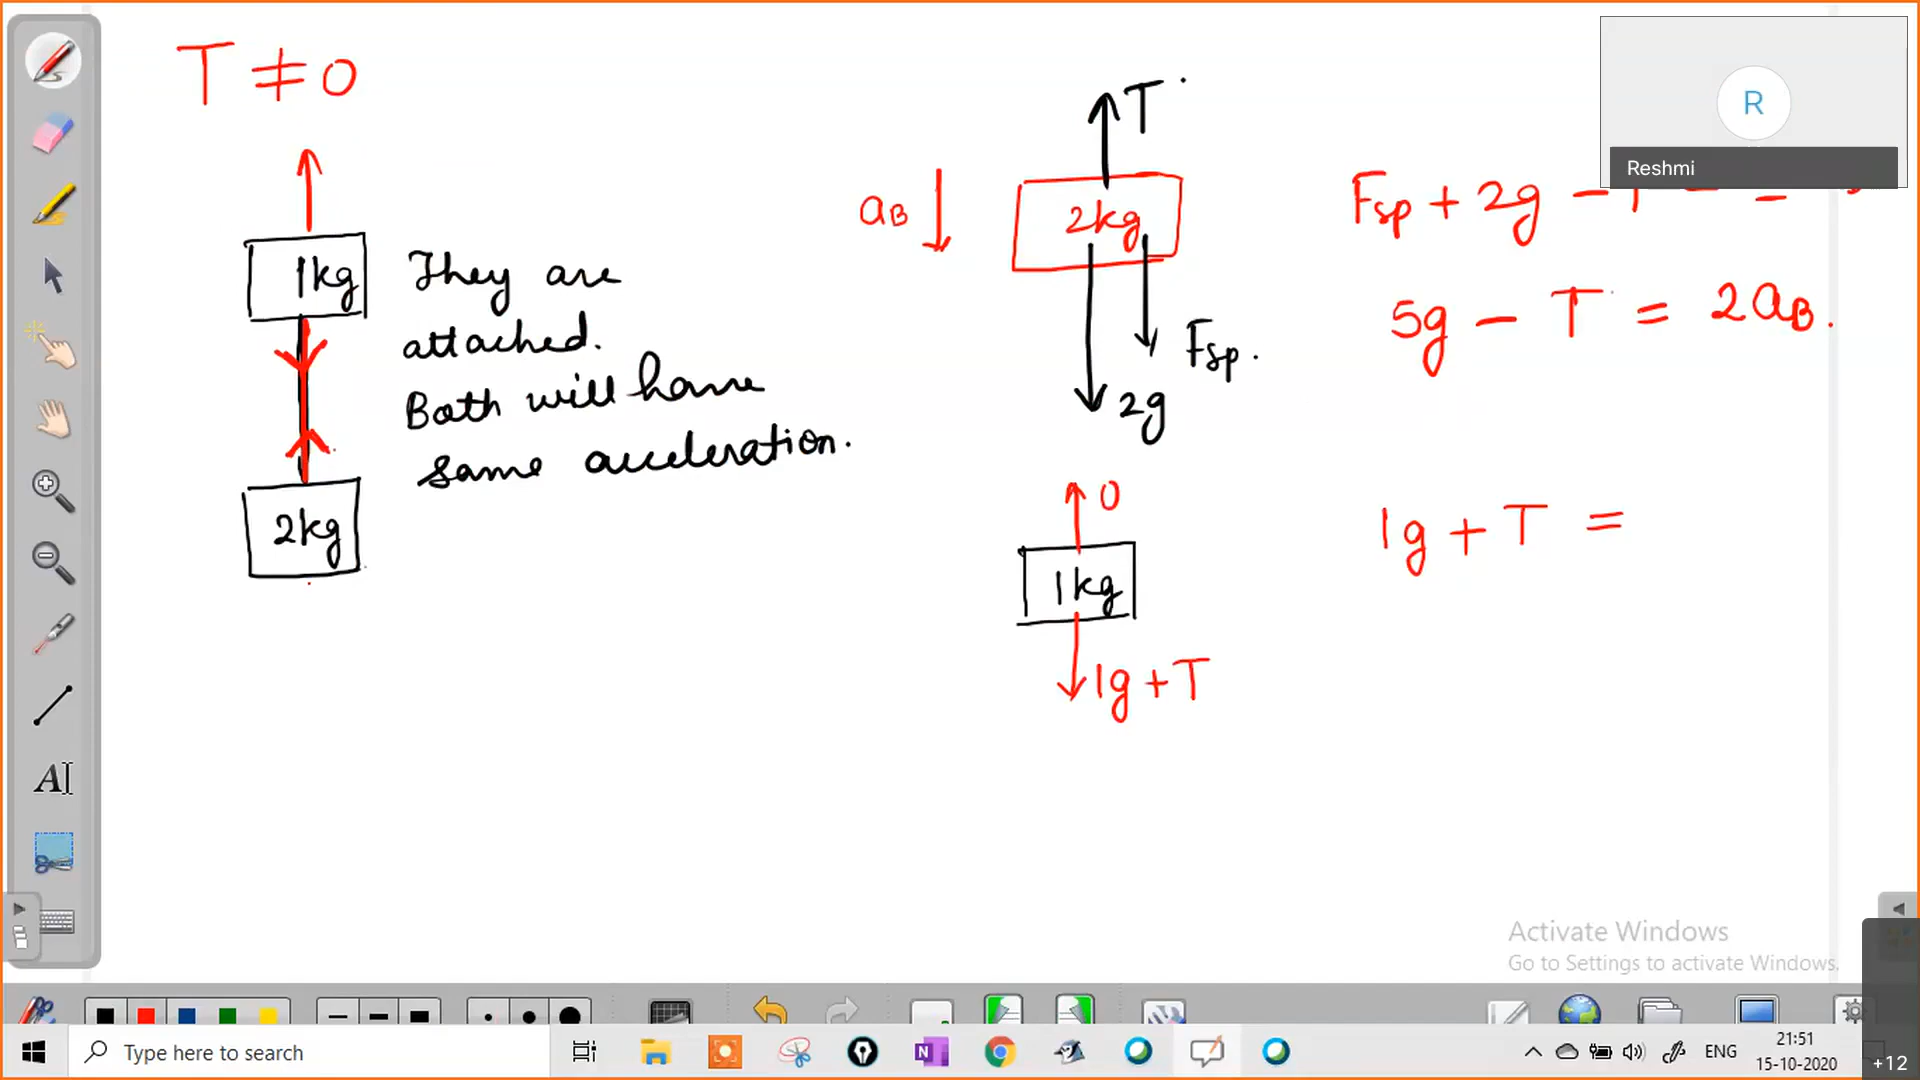 T ≠ 0
1kg
They are
attached.
Both will have
same acceleration.
2kg
T
aB
2kg
Fsp.
2g
0
1kg
1g + T
Fsp + 2g -
5g - T = 2aB.
1g + T =
R
Reshmi
Activate Windows
Go to Settings to activate Windows.
Type here to search
ENG
21:51
15-10-2020
+12